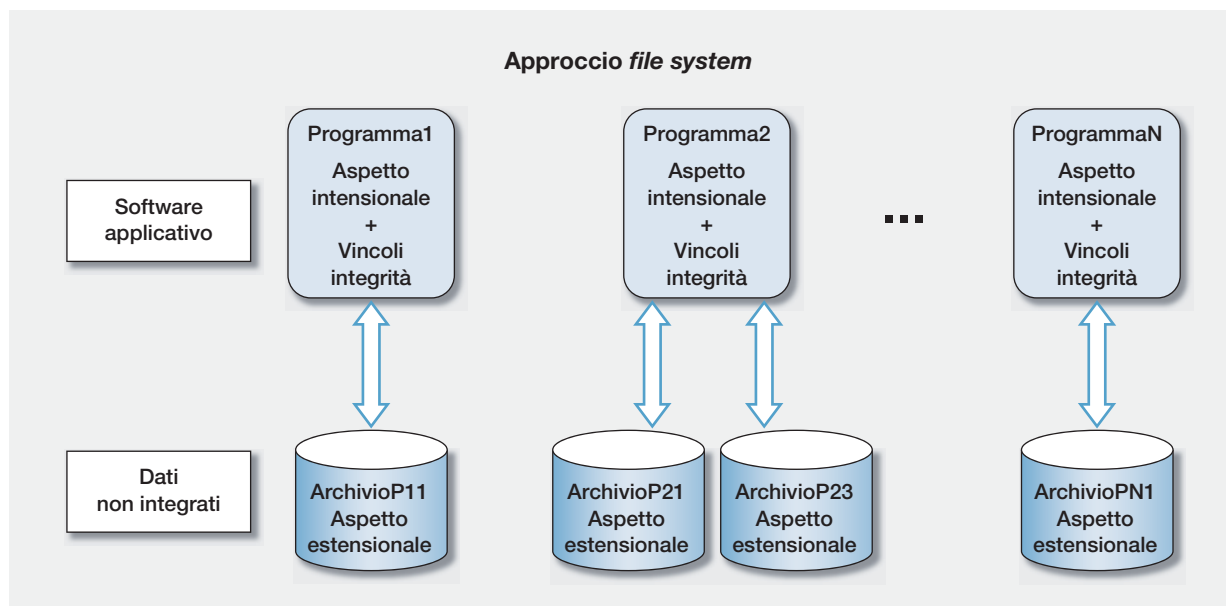 Approccio file system
Programma1
Aspetto
intensionale
+
Vincoli
integrità
Programma2
Aspetto
intensionale
+
Vincoli
integrità
...
ProgrammaN
Aspetto
intensionale
+
Vincoli
integrità
Software
applicativo
Dati
non integrati
ArchivioP11
Aspetto
estensionale
ArchivioP21
Aspetto
estensionale
ArchivioP23
Aspetto
estensionale
ArchivioPN1
Aspetto
estensionale